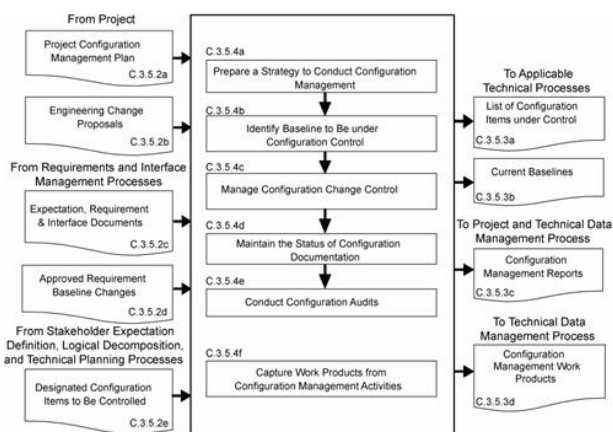 From Project
Project Configuration
Management Plan
C.3.5.2a
Engineering Change
Proposals
C.3.5.2b
From Requirements and Interface
Management Processes
Expectation, Requirement
& Interface Documents
C.3.5.2c
Approved Requirement
Baseline Changes
C.3.5.2d
From Stakeholder Expectation
Definition, Logical Decomposition,
and Technical Planning Processes
Designated Configuration
Items to Be Controlled
C.3.5.2e
C.3.5.4a
Prepare a Strategy to Conduct Configuration
Management
C.3.5.4b
Identify Baseline to Be under
Configuration Control
C.3.5.4c
Manage Configuration Change Control
C.3.5.4d
Maintain the Status of Configuration
Documentation
C.3.5.4e
Conduct Configuration Audits
C.3.5.4f
Capture Work Products from
Configuration Management Activities
To Applicable
Technical Processes
List of Configuration
Items under Control
C.3.5.3a
Current Baselines
C.3.5.3b
To Project and Technical Data
Management Process
Configuration
Management Reports
C.3.5.3c
To Technical Data
Management Process
Configuration
Management Work
Products
C.3.5.3d